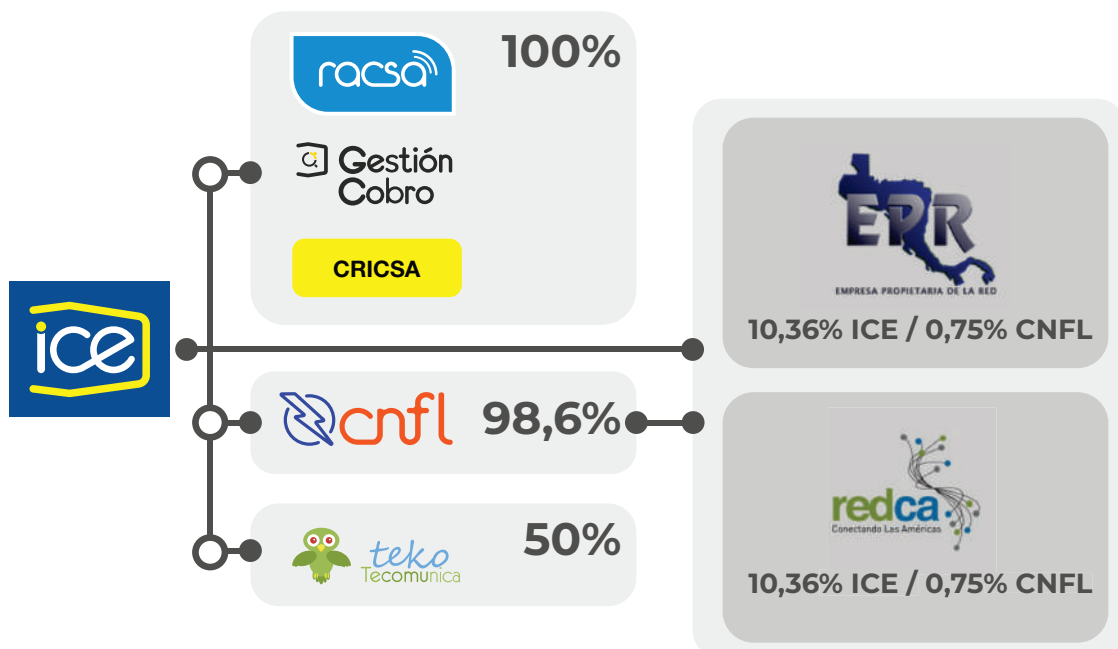 racsa
100%
Gestión
Cobro
CRICSA
ice
cnfl
98,6%
teko
Tecomunica
50%
EPR
EMPRESA PROPIETARIA DE LA RED
10,36% ICE / 0,75% CNFL
redca
Conectando Las Américas
10,36% ICE / 0,75% CNFL